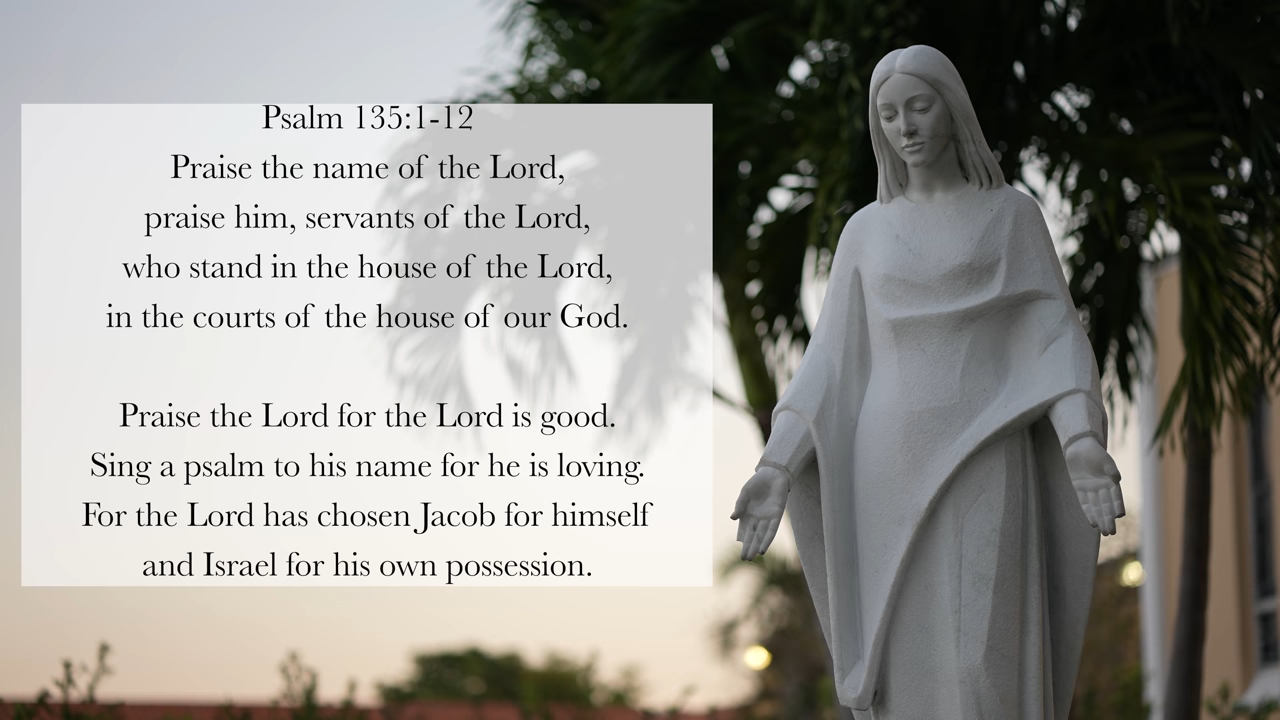 Psalm 135:1-12
Praise the name of the Lord,
praise him, servants of the Lord,
who stand in the house of the Lord,
in the courts of the house of our God.
Praise the Lord for the Lord is good.
Sing a psalm to his name for he is loving.
For the Lord has chosen Jacob for himself
and Israel for his own possession.